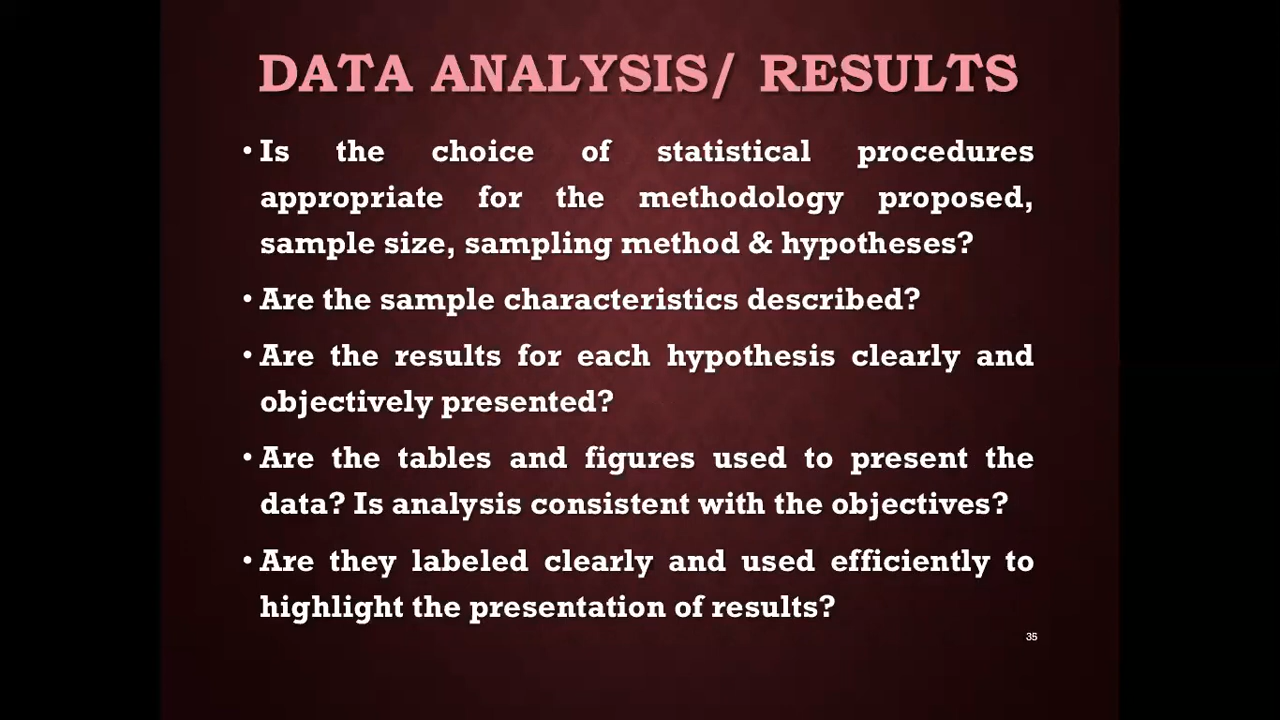 DATA ANALYSIS/ RESULTS
• Is the choice of statistical procedures
appropriate for the methodology proposed,
sample size, sampling method & hypotheses?
• Are the sample characteristics described?
• Are the results for each hypothesis clearly and
objectively presented?
• Are the tables and figures used to present the
data? Is analysis consistent with the objectives?
• Are they labeled clearly and used efficiently to
highlight the presentation of results?
35